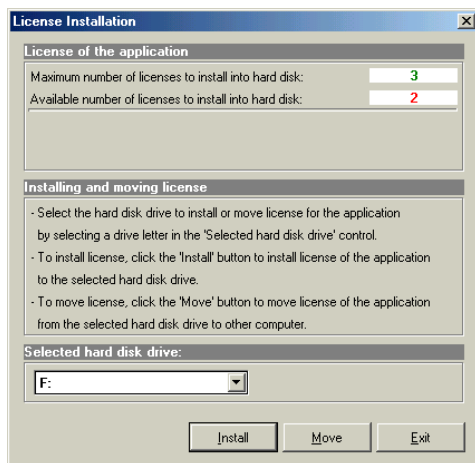 License Installation
License of the application
Maximum number of licenses to install into hard disk: 3
Available number of licenses to install into hard disk: 2
Installing and moving license
- Select the hard disk drive to install or move license for the application
by selecting a drive letter in the 'Selected hard disk drive' control.
- To install license, click the 'Install' button to install license of the application
to the selected hard disk drive.
- To move license, click the 'Move' button to move license of the application
from the selected hard disk drive to other computer.
Selected hard disk drive:
F:
Install Move Exit